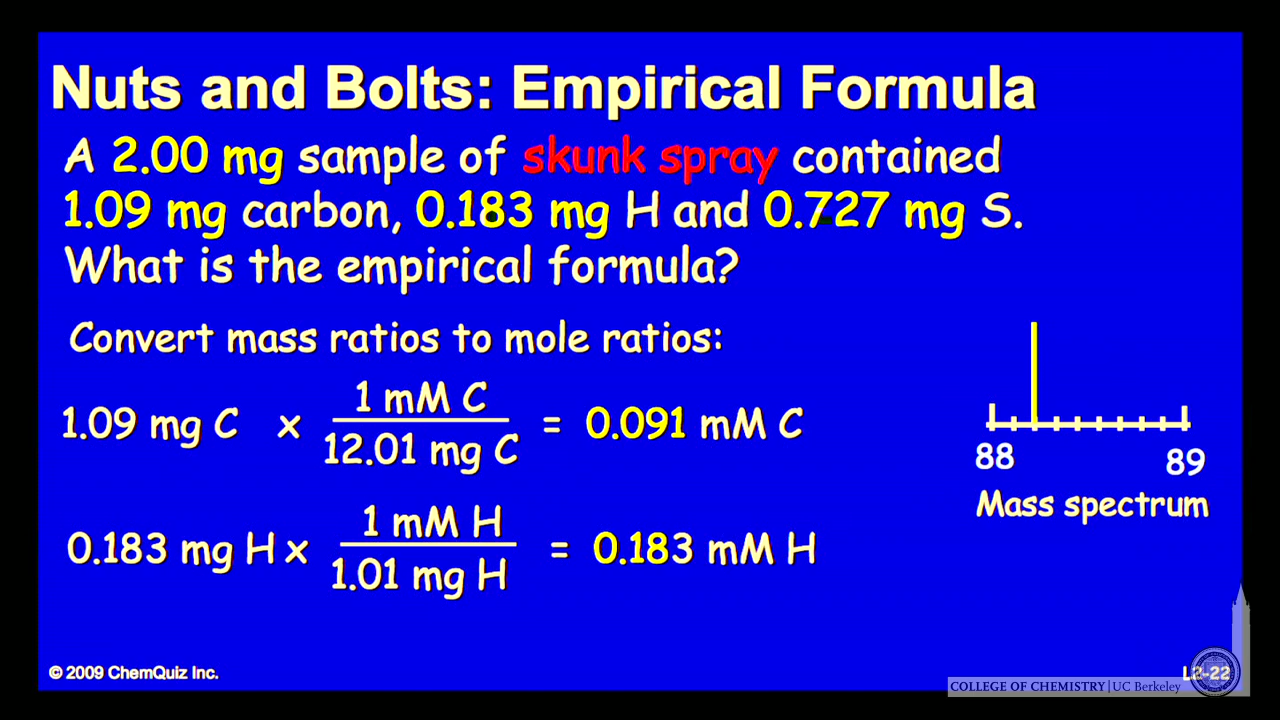 Nuts and Bolts: Empirical Formula
A 2.00 mg sample of skunk spray contained
1.09 mg carbon, 0.183 mg H and 0.727 mg S.
What is the empirical formula?
Convert mass ratios to mole ratios:
1.09 mg C x 1 mM C / 12.01 mg C = 0.091 mM C
0.183 mg H x 1 mM H / 1.01 mg H = 0.183 mM H
88 89
Mass spectrum
© 2009 ChemQuiz Inc.
L2-22
COLLEGE OF CHEMISTRY | UC Berkeley